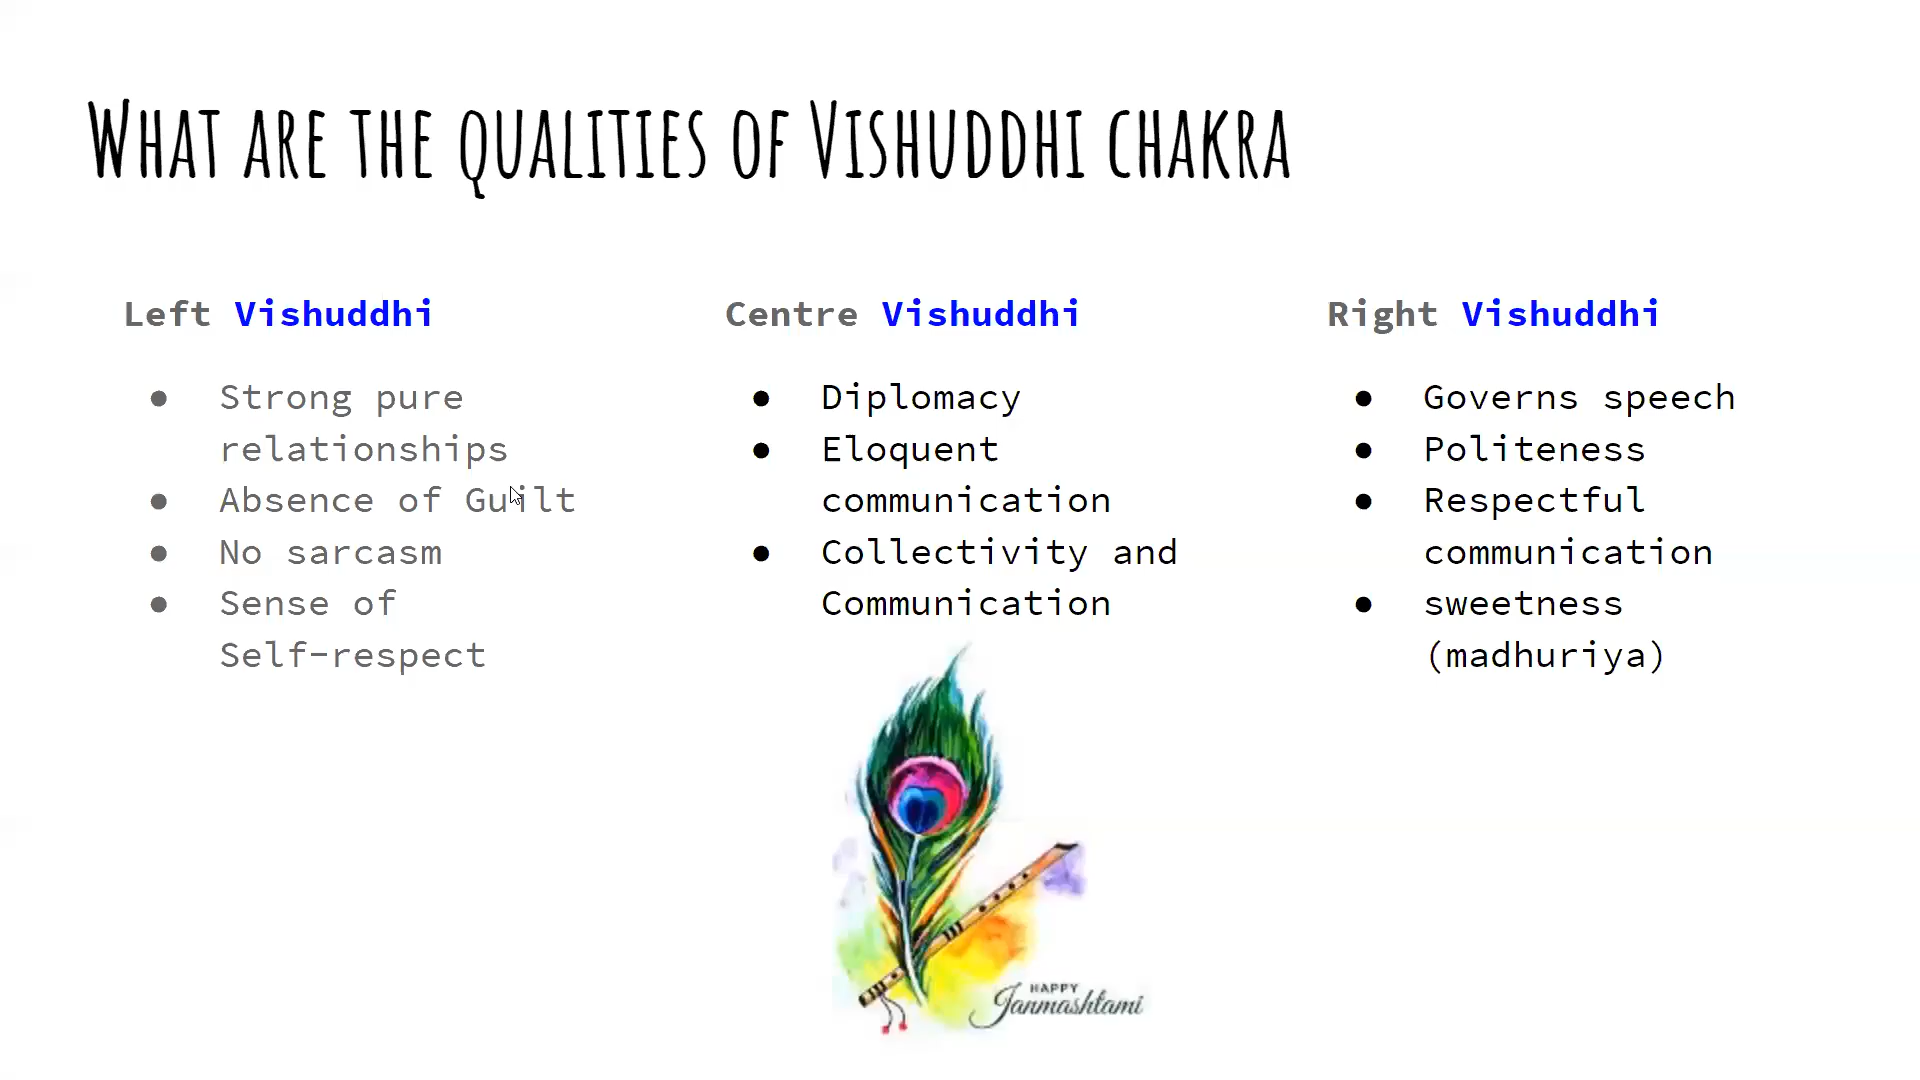 What are the qualities of Vishuddhi chakra
Left Vishuddhi
● Strong pure
relationships
● Absence of Guilt
● No sarcasm
● Sense of
Self-respect
Centre Vishuddhi
● Diplomacy
● Eloquent
communication
● Collectivity and
Communication
Right Vishuddhi
● Governs speech
● Politeness
● Respectful
communication
● sweetness
(madhuriya)
HAPPY
Janmashtami